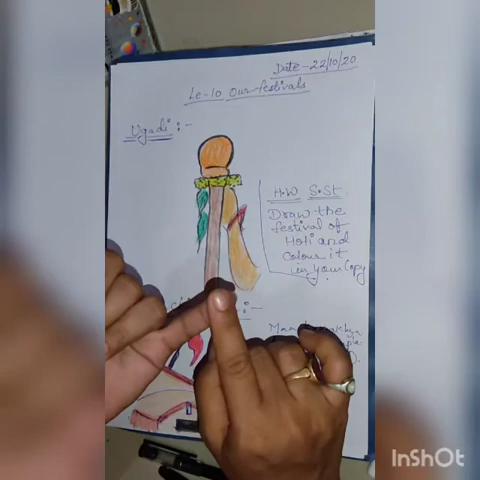 Date - 22/10/20
Le-10 Our festivals
Ugadi :-
H.W S.St
Draw the
festival of
Holi and
Colour it
in your Copy
:-
InShOt